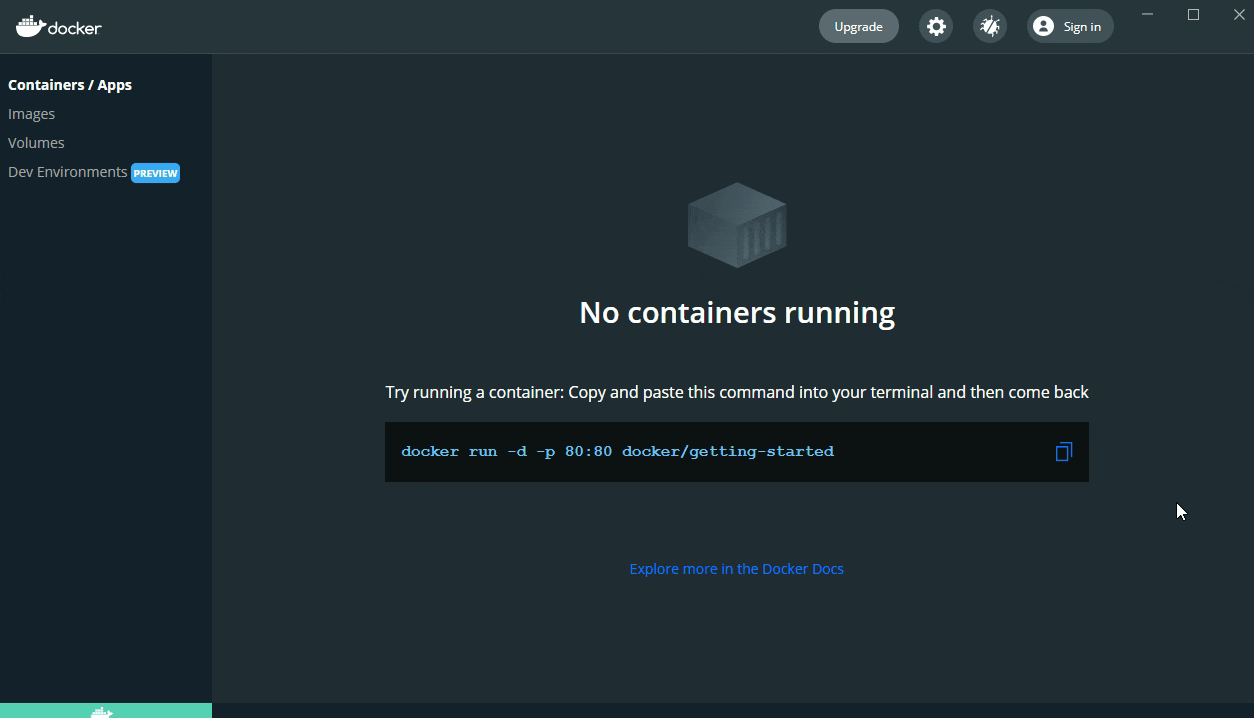 docker
Upgrade
Sign in
Containers / Apps
Images
Volumes
Dev Environments PREVIEW
No containers running
Try running a container: Copy and paste this command into your terminal and then come back
docker run -d -p 80:80 docker/getting-started
Explore more in the Docker Docs